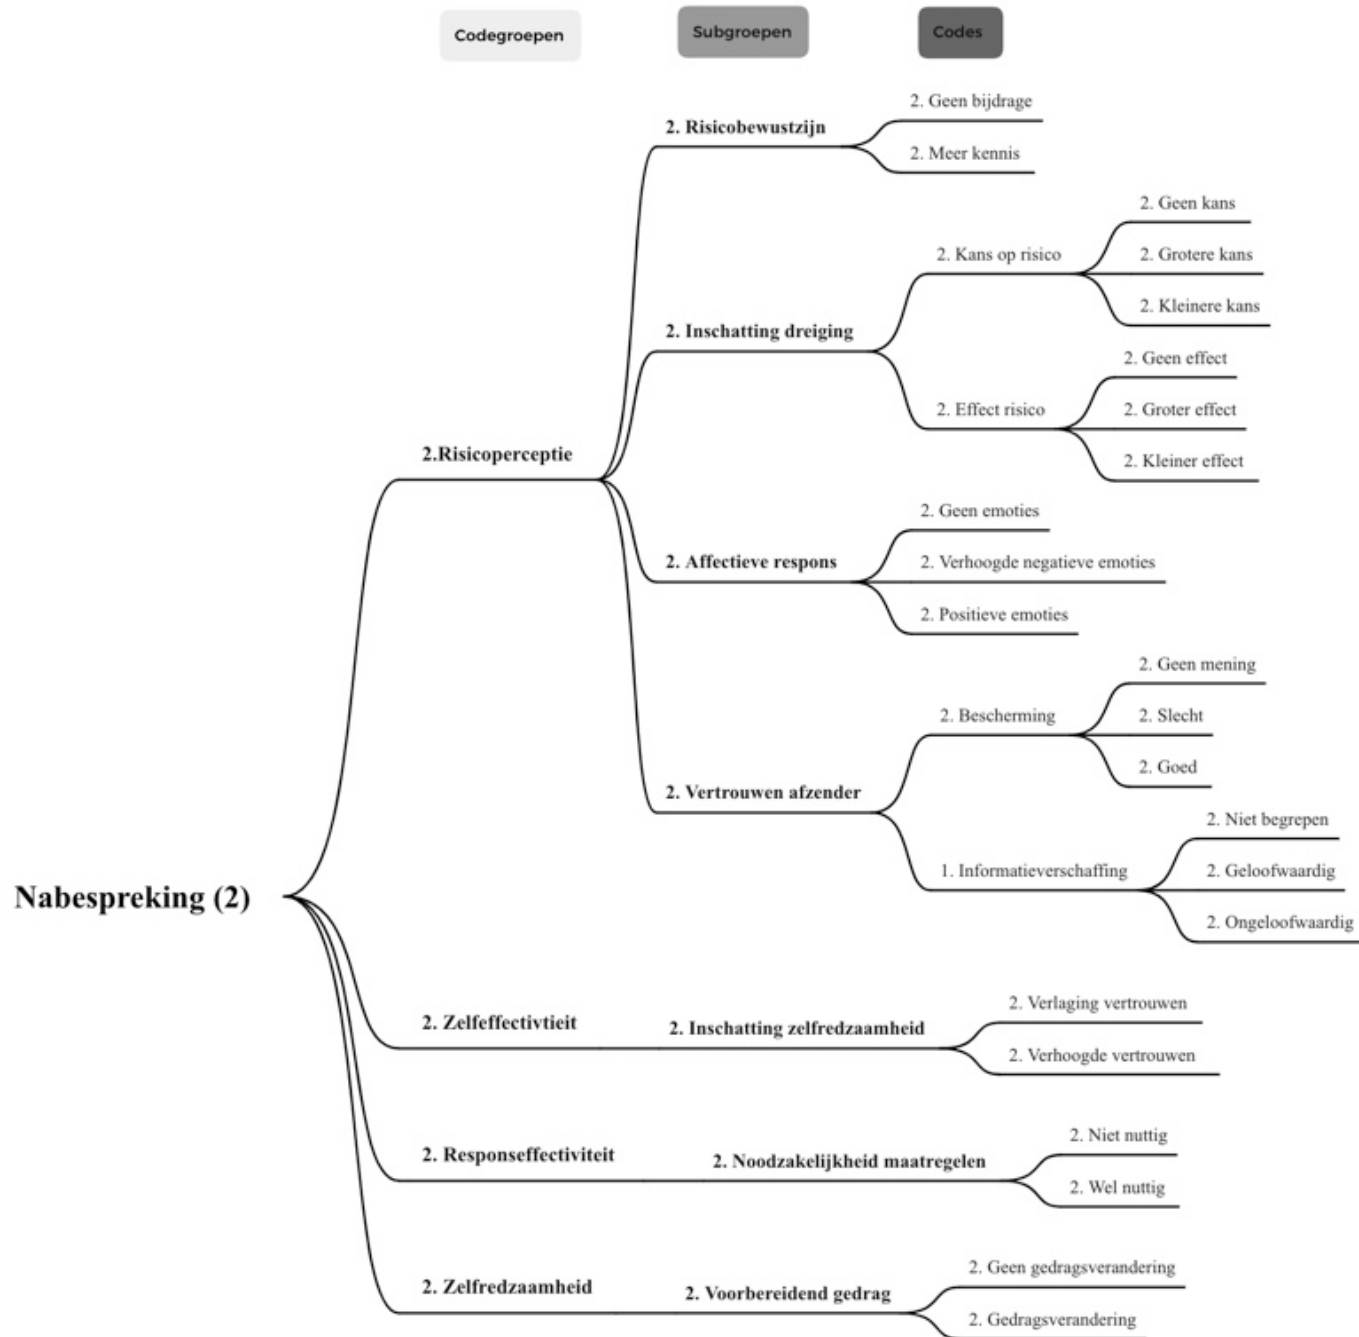 Codegroepen
Subgroepen
Codes
2. Geen bijdrage
2. Risicobewustzijn
2. Meer kennis
2. Geen kans
2. Kans op risico
2. Grotere kans
2. Kleinere kans
2. Inschatting dreiging
2. Geen effect
2. Effect risico
2. Groter effect
2. Kleiner effect
2.Risicoperceptie
2. Geen emoties
2. Affectieve respons
2. Verhoogde negatieve emoties
2. Positieve emoties
2. Geen mening
2. Bescherming
2. Slecht
2. Goed
2. Vertrouwen afzender
2. Niet begrepen
1. Informatieverschaffing
2. Geloofwaardig
2. Ongeloofwaardig
Nabespreking (2)
2. Verlaging vertrouwen
2. Zelfeffectivtieit
2. Inschatting zelfredzaamheid
2. Verhoogde vertrouwen
2. Niet nuttig
2. Responseffectiviteit
2. Noodzakelijkheid maatregelen
2. Wel nuttig
2. Geen gedragsverandering
2. Zelfredzaamheid
2. Voorbereidend gedrag
2. Gedragsverandering